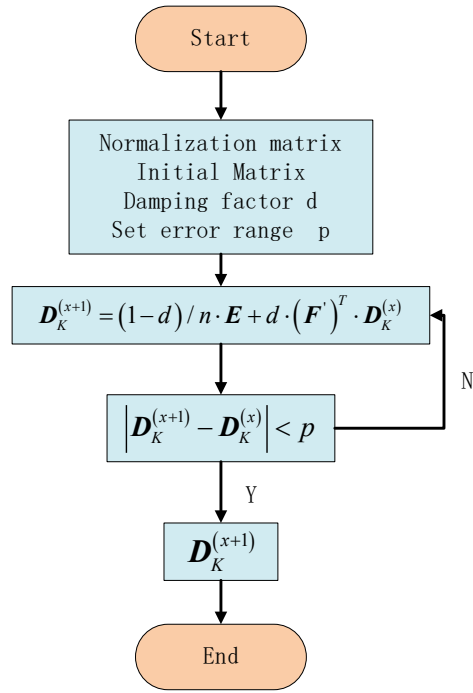 Start
Normalization matrix
Initial Matrix
Damping factor d
Set error range p
D_K^{(x+1)} = (1-d)/n·E + d·(F')^T·D_K^{(x)}
N
|D_K^{(x+1)} - D_K^{(x)}| < p
Y
D_K^{(x+1)}
End